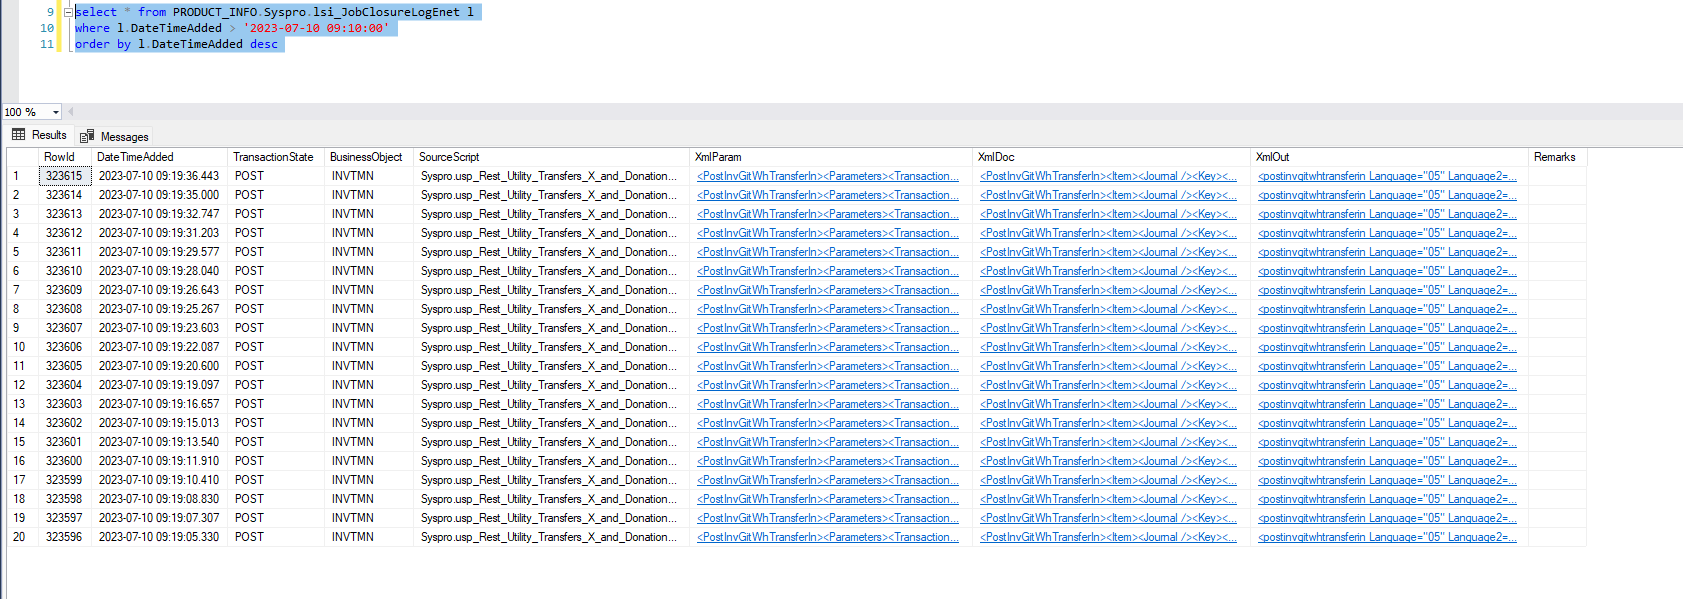 9 select * from PRODUCT_INFO.Syspro.lsi_JobClosureLogEnet l
10 where l.DateTimeAdded > '2023-07-10 09:10:00'
11 order by l.DateTimeAdded desc
100 %
Results Messages
RowId DateTimeAdded TransactionState BusinessObject SourceScript XmlParam XmlDoc XmlOut Remarks
1 323615 2023-07-10 09:19:36.443 POST INVTMN Syspro.usp_Rest_Utility_Transfers_X_and_Donation... <PostInvGitWhTransferIn><Parameters><Transaction... <PostInvGitWhTransferIn><Item><Journal /><Key><... <postinvgitwhtransferin Language="05" Language2=...
2 323614 2023-07-10 09:19:35.000 POST INVTMN Syspro.usp_Rest_Utility_Transfers_X_and_Donation... <PostInvGitWhTransferIn><Parameters><Transaction... <PostInvGitWhTransferIn><Item><Journal /><Key><... <postinvgitwhtransferin Language="05" Language2=...
3 323613 2023-07-10 09:19:32.747 POST INVTMN Syspro.usp_Rest_Utility_Transfers_X_and_Donation... <PostInvGitWhTransferIn><Parameters><Transaction... <PostInvGitWhTransferIn><Item><Journal /><Key><... <postinvgitwhtransferin Language="05" Language2=...
4 323612 2023-07-10 09:19:31.203 POST INVTMN Syspro.usp_Rest_Utility_Transfers_X_and_Donation... <PostInvGitWhTransferIn><Parameters><Transaction... <PostInvGitWhTransferIn><Item><Journal /><Key><... <postinvgitwhtransferin Language="05" Language2=...
5 323611 2023-07-10 09:19:29.577 POST INVTMN Syspro.usp_Rest_Utility_Transfers_X_and_Donation... <PostInvGitWhTransferIn><Parameters><Transaction... <PostInvGitWhTransferIn><Item><Journal /><Key><... <postinvgitwhtransferin Language="05" Language2=...
6 323610 2023-07-10 09:19:28.040 POST INVTMN Syspro.usp_Rest_Utility_Transfers_X_and_Donation... <PostInvGitWhTransferIn><Parameters><Transaction... <PostInvGitWhTransferIn><Item><Journal /><Key><... <postinvgitwhtransferin Language="05" Language2=...
7 323609 2023-07-10 09:19:26.643 POST INVTMN Syspro.usp_Rest_Utility_Transfers_X_and_Donation... <PostInvGitWhTransferIn><Parameters><Transaction... <PostInvGitWhTransferIn><Item><Journal /><Key><... <postinvgitwhtransferin Language="05" Language2=...
8 323608 2023-07-10 09:19:25.267 POST INVTMN Syspro.usp_Rest_Utility_Transfers_X_and_Donation... <PostInvGitWhTransferIn><Parameters><Transaction... <PostInvGitWhTransferIn><Item><Journal /><Key><... <postinvgitwhtransferin Language="05" Language2=...
9 323607 2023-07-10 09:19:23.603 POST INVTMN Syspro.usp_Rest_Utility_Transfers_X_and_Donation... <PostInvGitWhTransferIn><Parameters><Transaction... <PostInvGitWhTransferIn><Item><Journal /><Key><... <postinvgitwhtransferin Language="05" Language2=...
10 323606 2023-07-10 09:19:22.087 POST INVTMN Syspro.usp_Rest_Utility_Transfers_X_and_Donation... <PostInvGitWhTransferIn><Parameters><Transaction... <PostInvGitWhTransferIn><Item><Journal /><Key><... <postinvgitwhtransferin Language="05" Language2=...
11 323605 2023-07-10 09:19:20.600 POST INVTMN Syspro.usp_Rest_Utility_Transfers_X_and_Donation... <PostInvGitWhTransferIn><Parameters><Transaction... <PostInvGitWhTransferIn><Item><Journal /><Key><... <postinvgitwhtransferin Language="05" Language2=...
12 323604 2023-07-10 09:19:19.097 POST INVTMN Syspro.usp_Rest_Utility_Transfers_X_and_Donation... <PostInvGitWhTransferIn><Parameters><Transaction... <PostInvGitWhTransferIn><Item><Journal /><Key><... <postinvgitwhtransferin Language="05" Language2=...
13 323603 2023-07-10 09:19:16.657 POST INVTMN Syspro.usp_Rest_Utility_Transfers_X_and_Donation... <PostInvGitWhTransferIn><Parameters><Transaction... <PostInvGitWhTransferIn><Item><Journal /><Key><... <postinvgitwhtransferin Language="05" Language2=...
14 323602 2023-07-10 09:19:15.013 POST INVTMN Syspro.usp_Rest_Utility_Transfers_X_and_Donation... <PostInvGitWhTransferIn><Parameters><Transaction... <PostInvGitWhTransferIn><Item><Journal /><Key><... <postinvgitwhtransferin Language="05" Language2=...
15 323601 2023-07-10 09:19:13.540 POST INVTMN Syspro.usp_Rest_Utility_Transfers_X_and_Donation... <PostInvGitWhTransferIn><Parameters><Transaction... <PostInvGitWhTransferIn><Item><Journal /><Key><... <postinvgitwhtransferin Language="05" Language2=...
16 323600 2023-07-10 09:19:11.910 POST INVTMN Syspro.usp_Rest_Utility_Transfers_X_and_Donation... <PostInvGitWhTransferIn><Parameters><Transaction... <PostInvGitWhTransferIn><Item><Journal /><Key><... <postinvgitwhtransferin Language="05" Language2=...
17 323599 2023-07-10 09:19:10.410 POST INVTMN Syspro.usp_Rest_Utility_Transfers_X_and_Donation... <PostInvGitWhTransferIn><Parameters><Transaction... <PostInvGitWhTransferIn><Item><Journal /><Key><... <postinvgitwhtransferin Language="05" Language2=...
18 323598 2023-07-10 09:19:08.830 POST INVTMN Syspro.usp_Rest_Utility_Transfers_X_and_Donation... <PostInvGitWhTransferIn><Parameters><Transaction... <PostInvGitWhTransferIn><Item><Journal /><Key><... <postinvgitwhtransferin Language="05" Language2=...
19 323597 2023-07-10 09:19:07.307 POST INVTMN Syspro.usp_Rest_Utility_Transfers_X_and_Donation... <PostInvGitWhTransferIn><Parameters><Transaction... <PostInvGitWhTransferIn><Item><Journal /><Key><... <postinvgitwhtransferin Language="05" Language2=...
20 323596 2023-07-10 09:19:05.330 POST INVTMN Syspro.usp_Rest_Utility_Transfers_X_and_Donation... <PostInvGitWhTransferIn><Parameters><Transaction... <PostInvGitWhTransferIn><Item><Journal /><Key><... <postinvgitwhtransferin Language="05" Language2=...